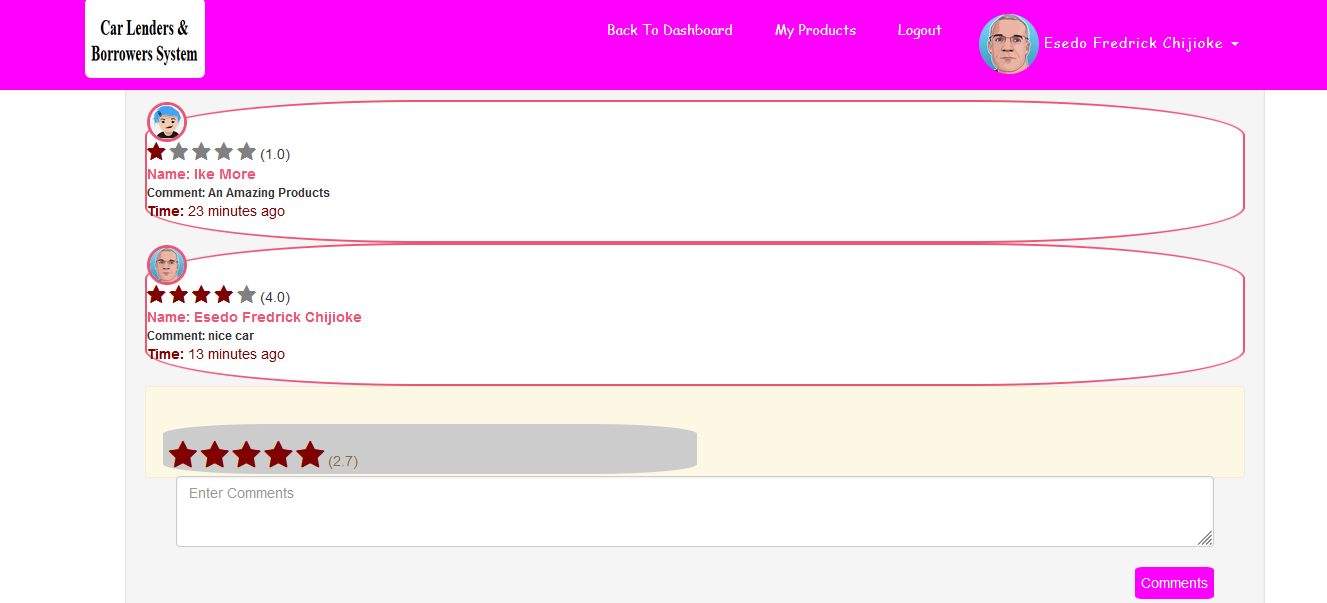 Car Lenders &
Borrowers System
Back To Dashboard
My Products
Logout
Esedo Fredrick Chijioke
(1.0)
Name: Ike More
Comment: An Amazing Products
Time: 23 minutes ago
(4.0)
Name: Esedo Fredrick Chijioke
Comment: nice car
Time: 13 minutes ago
(2.7)
Enter Comments
Comments